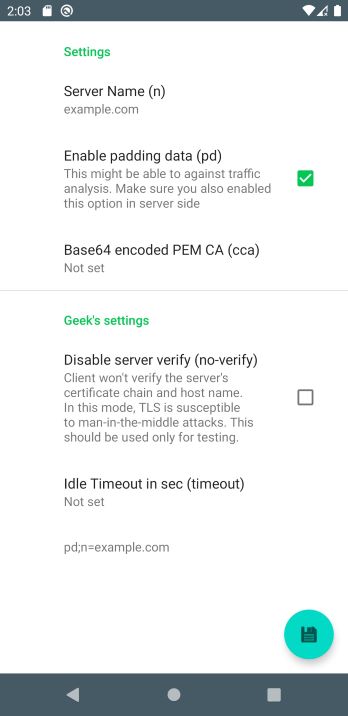 2:03
Settings
Server Name (n)
example.com
Enable padding data (pd)
This might be able to against traffic
analysis. Make sure you also enabled
this option in server side
Base64 encoded PEM CA (cca)
Not set
Geek's settings
Disable server verify (no-verify)
Client won't verify the server's
certificate chain and host name.
In this mode, TLS is susceptible
to man-in-the-middle attacks. This
should be used only for testing.
Idle Timeout in sec (timeout)
Not set
pd;n=example.com